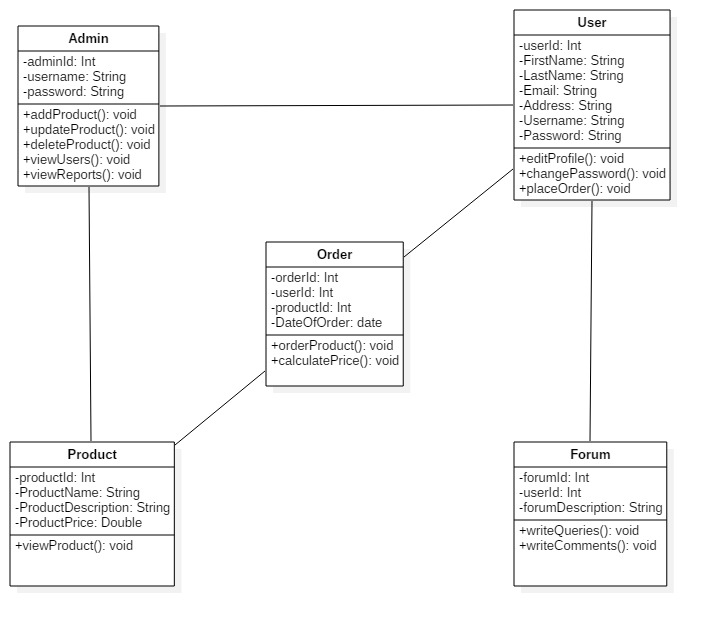 Admin
-adminId: Int
-username: String
-password: String
+addProduct(): void
+updateProduct(): void
+deleteProduct(): void
+viewUsers(): void
+viewReports(): void
User
-userId: Int
-FirstName: String
-LastName: String
-Email: String
-Address: String
-Username: String
-Password: String
+editProfile(): void
+changePassword(): void
+placeOrder(): void
Order
-orderId: Int
-userId: Int
-productId: Int
-DateOfOrder: date
+orderProduct(): void
+calculatePrice(): void
Product
-productId: Int
-ProductName: String
-ProductDescription: String
-ProductPrice: Double
+viewProduct(): void
Forum
-forumId: Int
-userId: Int
-forumDescription: String
+writeQueries(): void
+writeComments(): void